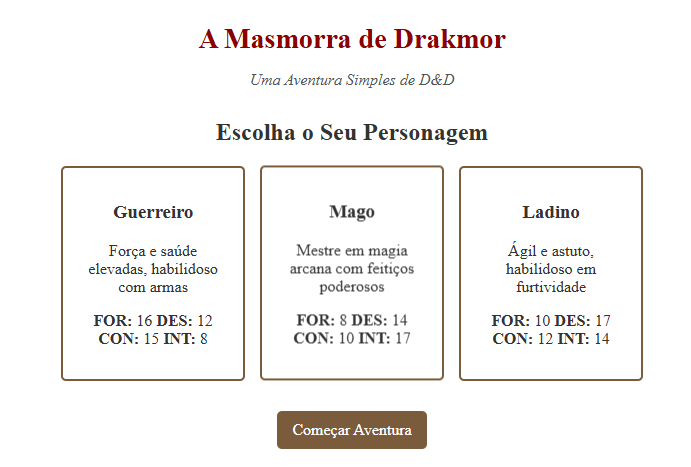 A Masmorra de Drakmor
Uma Aventura Simples de D&D
Escolha o Seu Personagem
Guerreiro
Força e saúde
elevadas, habilidoso
com armas
FOR: 16 DES: 12
CON: 15 INT: 8
Mago
Mestre em magia
arcana com feitiços
poderosos
FOR: 8 DES: 14
CON: 10 INT: 17
Ladino
Ágil e astuto,
habilidoso em
furtividade
FOR: 10 DES: 17
CON: 12 INT: 14
Começar Aventura